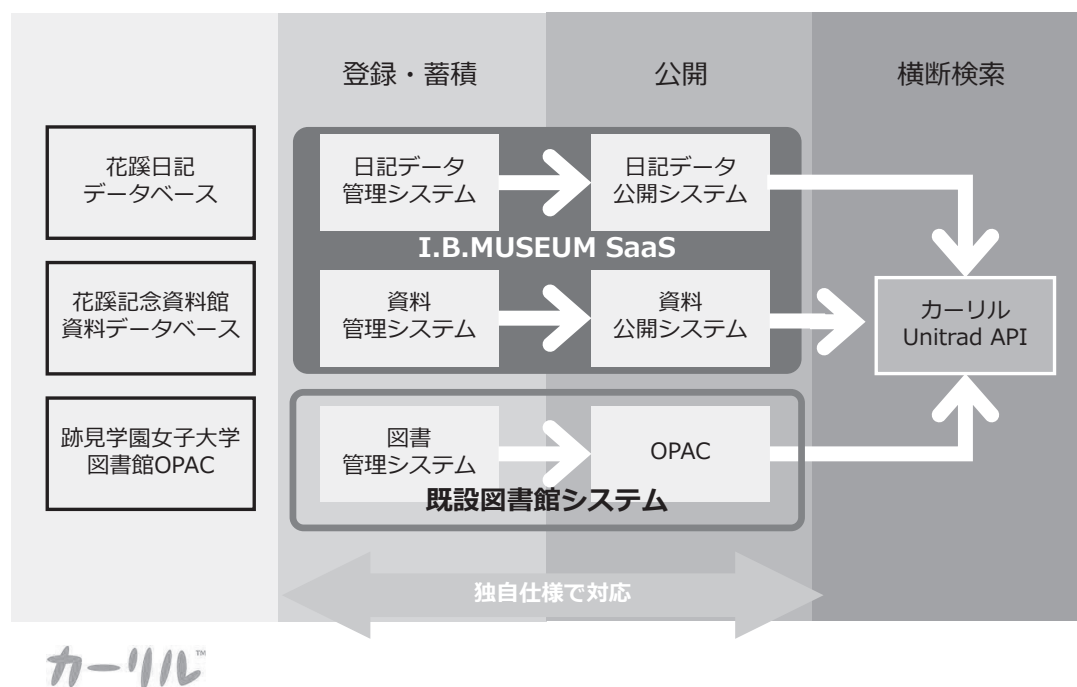 登録・蓄積
公開
横断検索
花蹊日記
データベース
日記データ
管理システム
日記データ
公開システム
I.B.MUSEUM SaaS
花蹊記念資料館
資料データベース
資料
管理システム
資料
公開システム
カーリル
Unitrad API
跡見学園女子大学
図書館OPAC
図書
管理システム
OPAC
既設図書館システム
独自仕様で対応
カーリル™